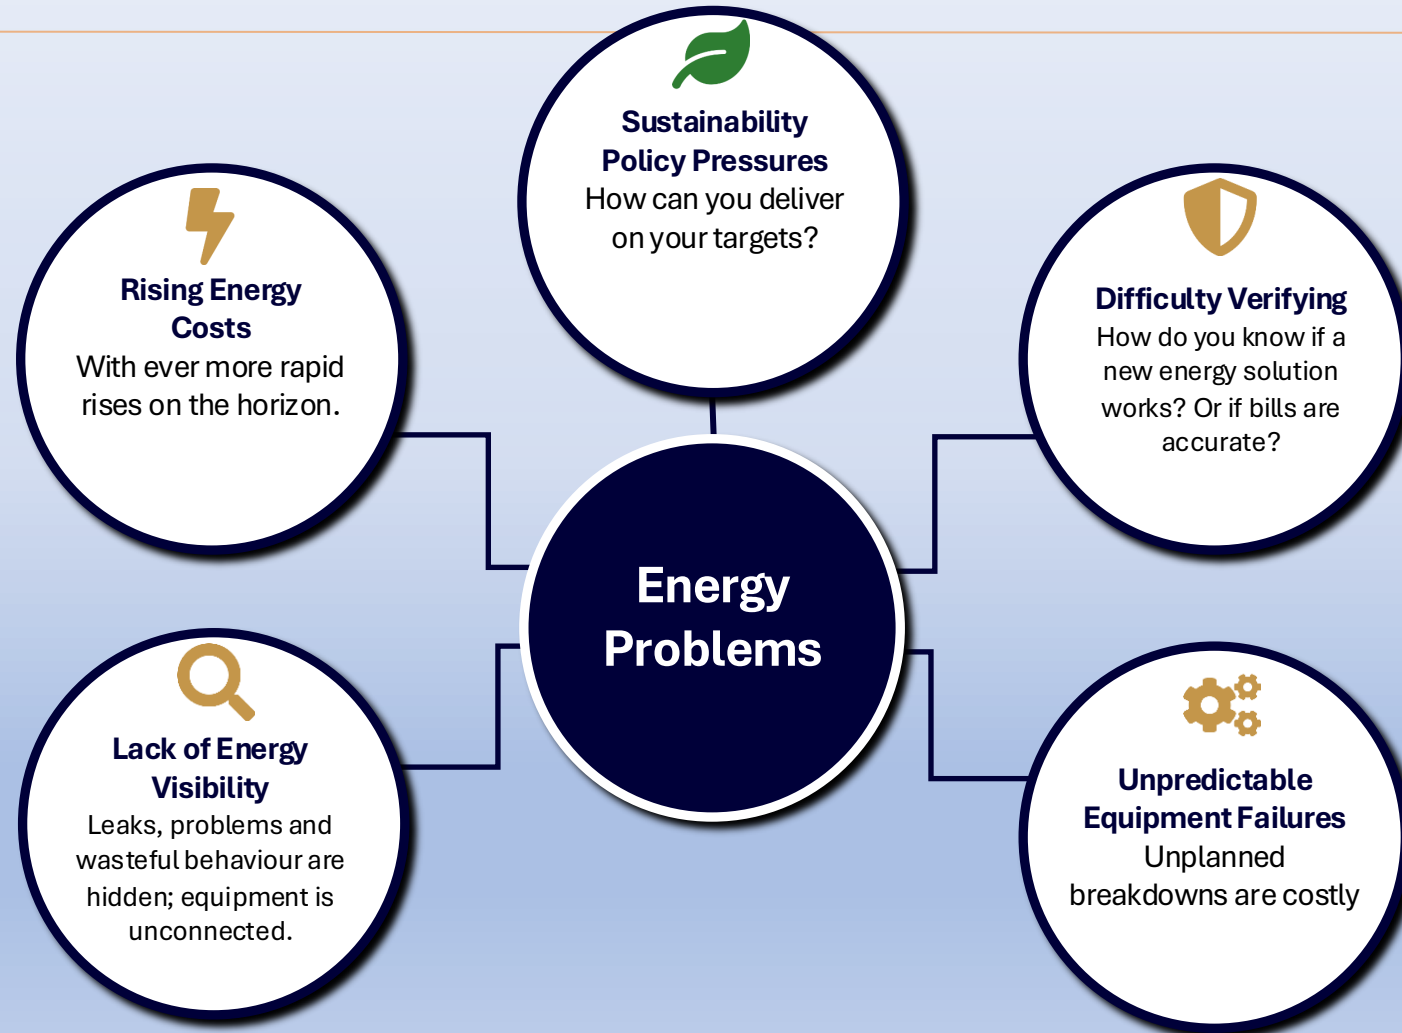 Sustainability
Policy Pressures
How can you deliver
on your targets?
Rising Energy
Costs
With ever more rapid
rises on the horizon.
Difficulty Verifying
How do you know if a
new energy solution
works? Or if bills are
accurate?
Energy
Problems
Lack of Energy
Visibility
Leaks, problems and
wasteful behaviour are
hidden; equipment is
unconnected.
Unpredictable
Equipment Failures
Unplanned
breakdowns are costly